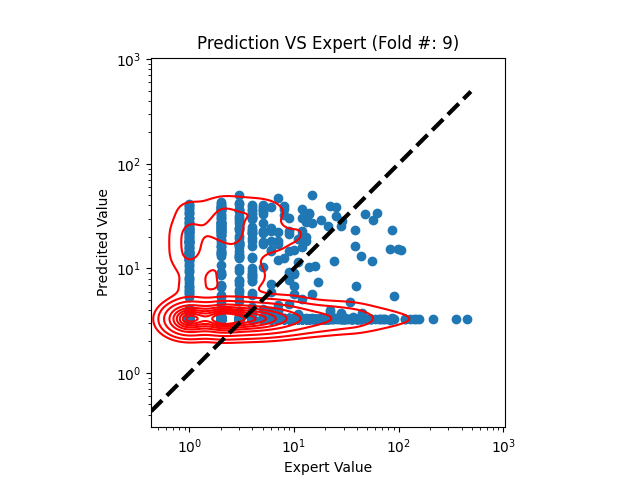 Prediction VS Expert (Fold #: 9)
10³
10²
10¹
10⁰
Predcited Value
10⁰ 10¹ 10² 10³
Expert Value